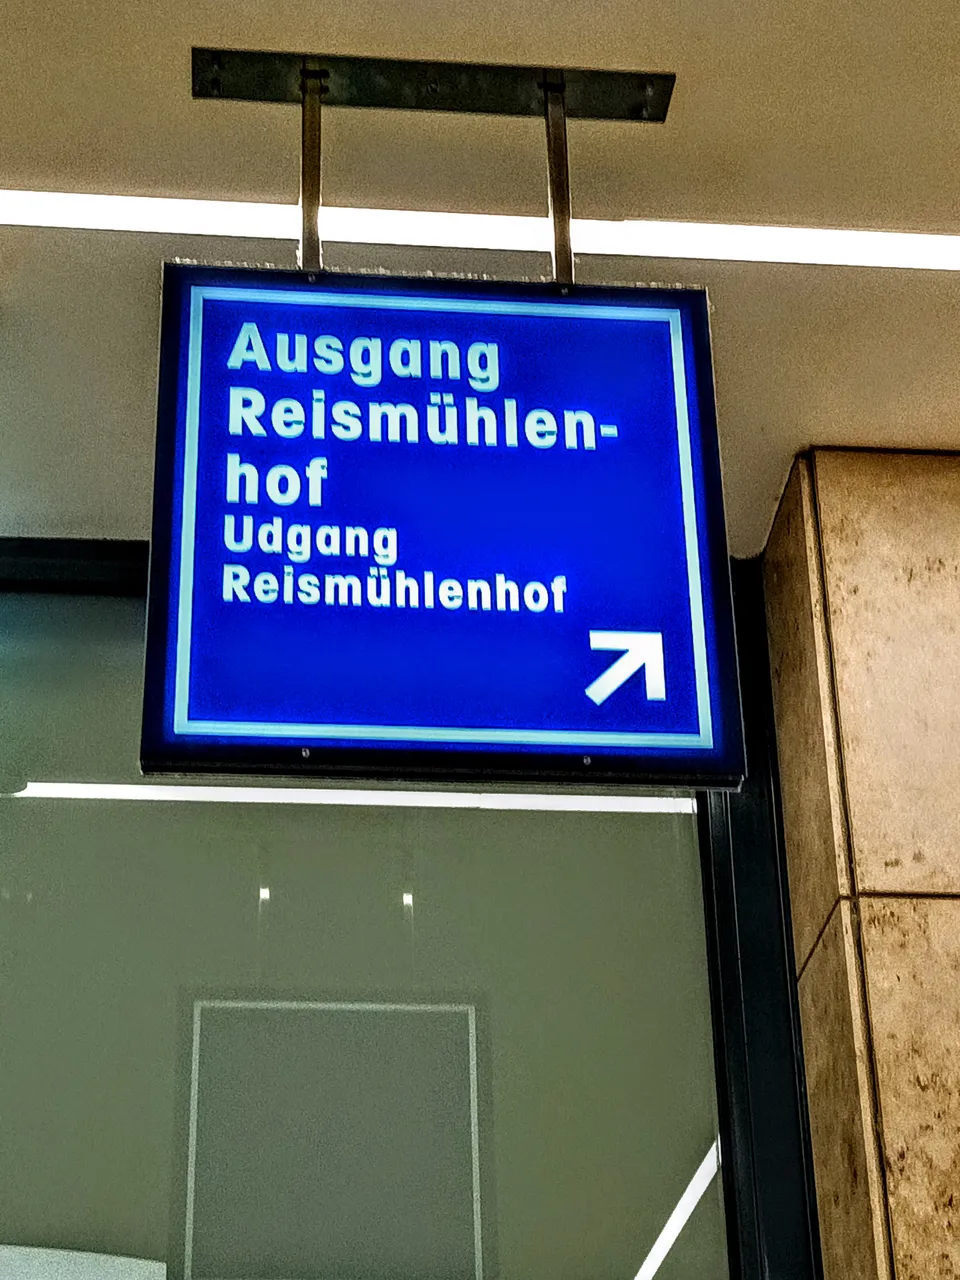 Ausgang
Reismühlen-
hof
Udgang
Reismühlenhof